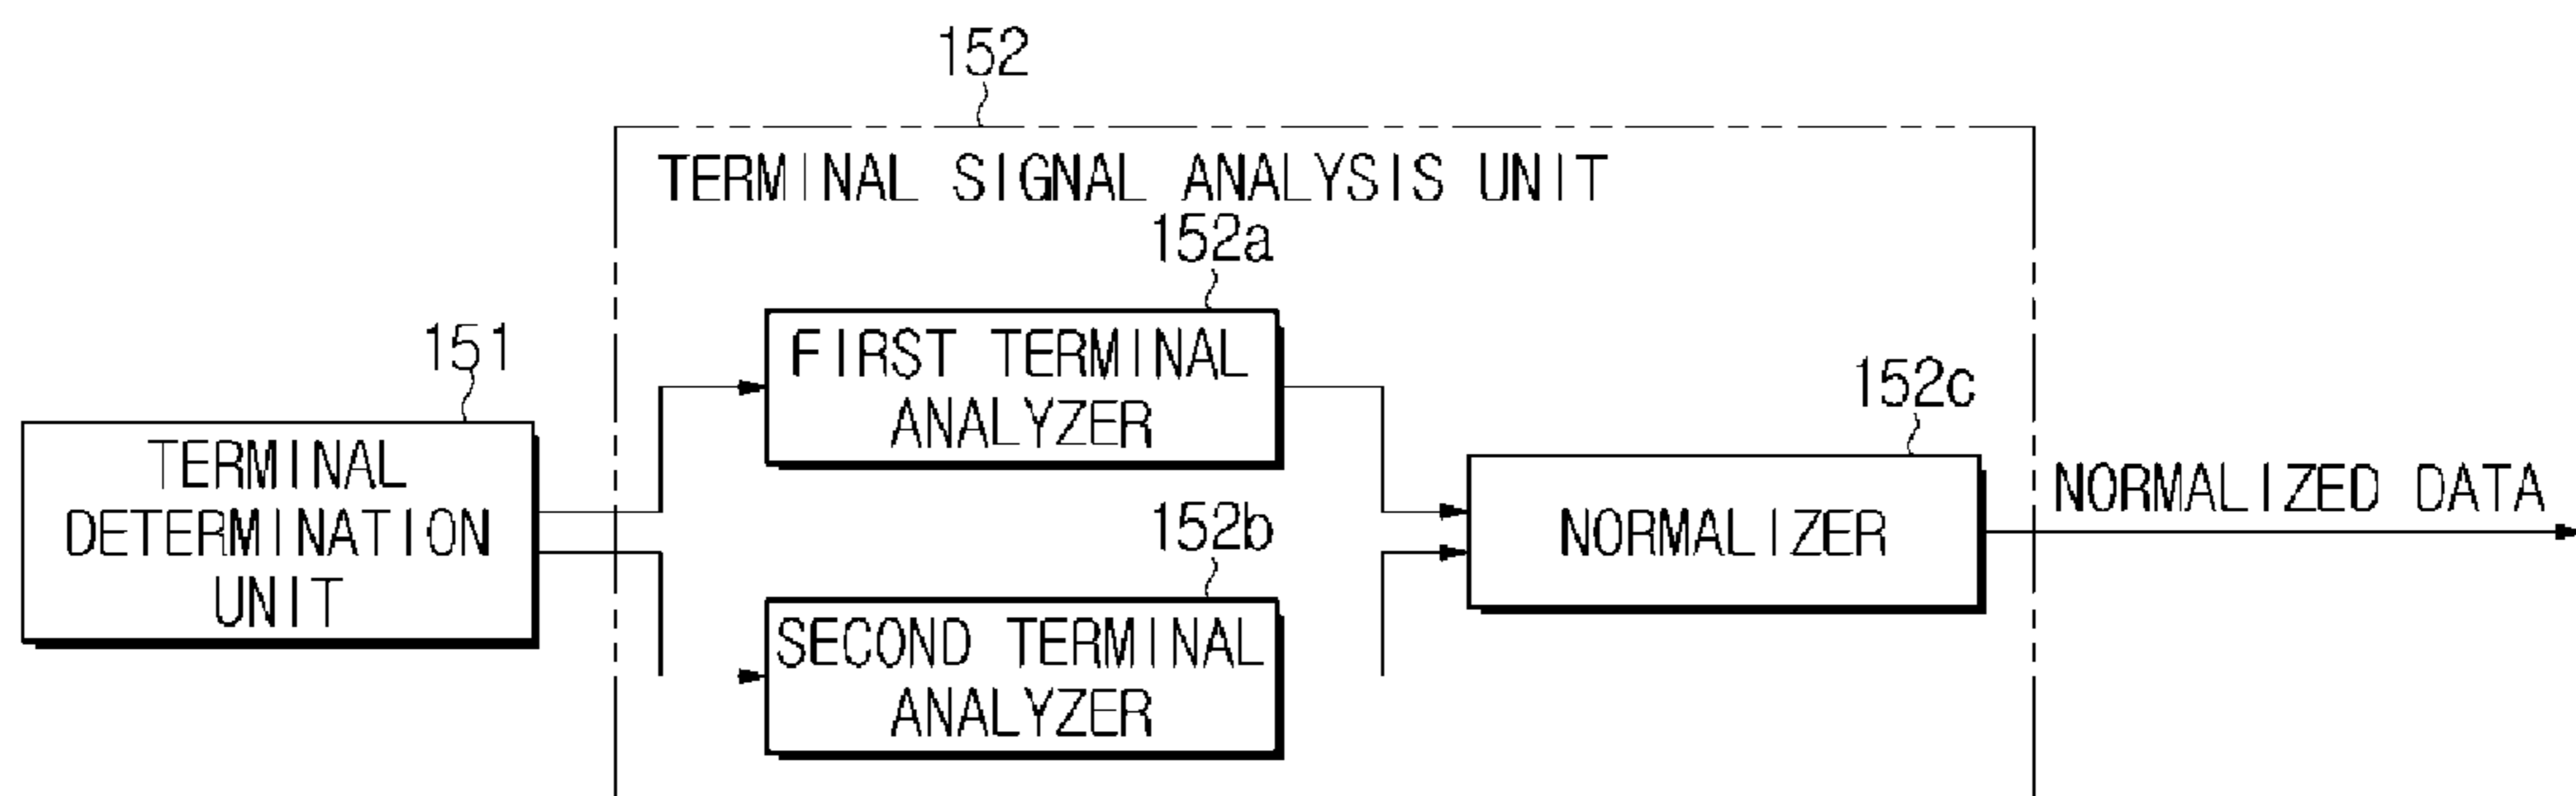 152
TERMINAL SIGNAL ANALYSIS UNIT
152a
FIRST TERMINAL
ANALYZER
151
TERMINAL
DETERMINATION
UNIT
152b
SECOND TERMINAL
ANALYZER
152c
NORMALIZER
NORMALIZED DATA